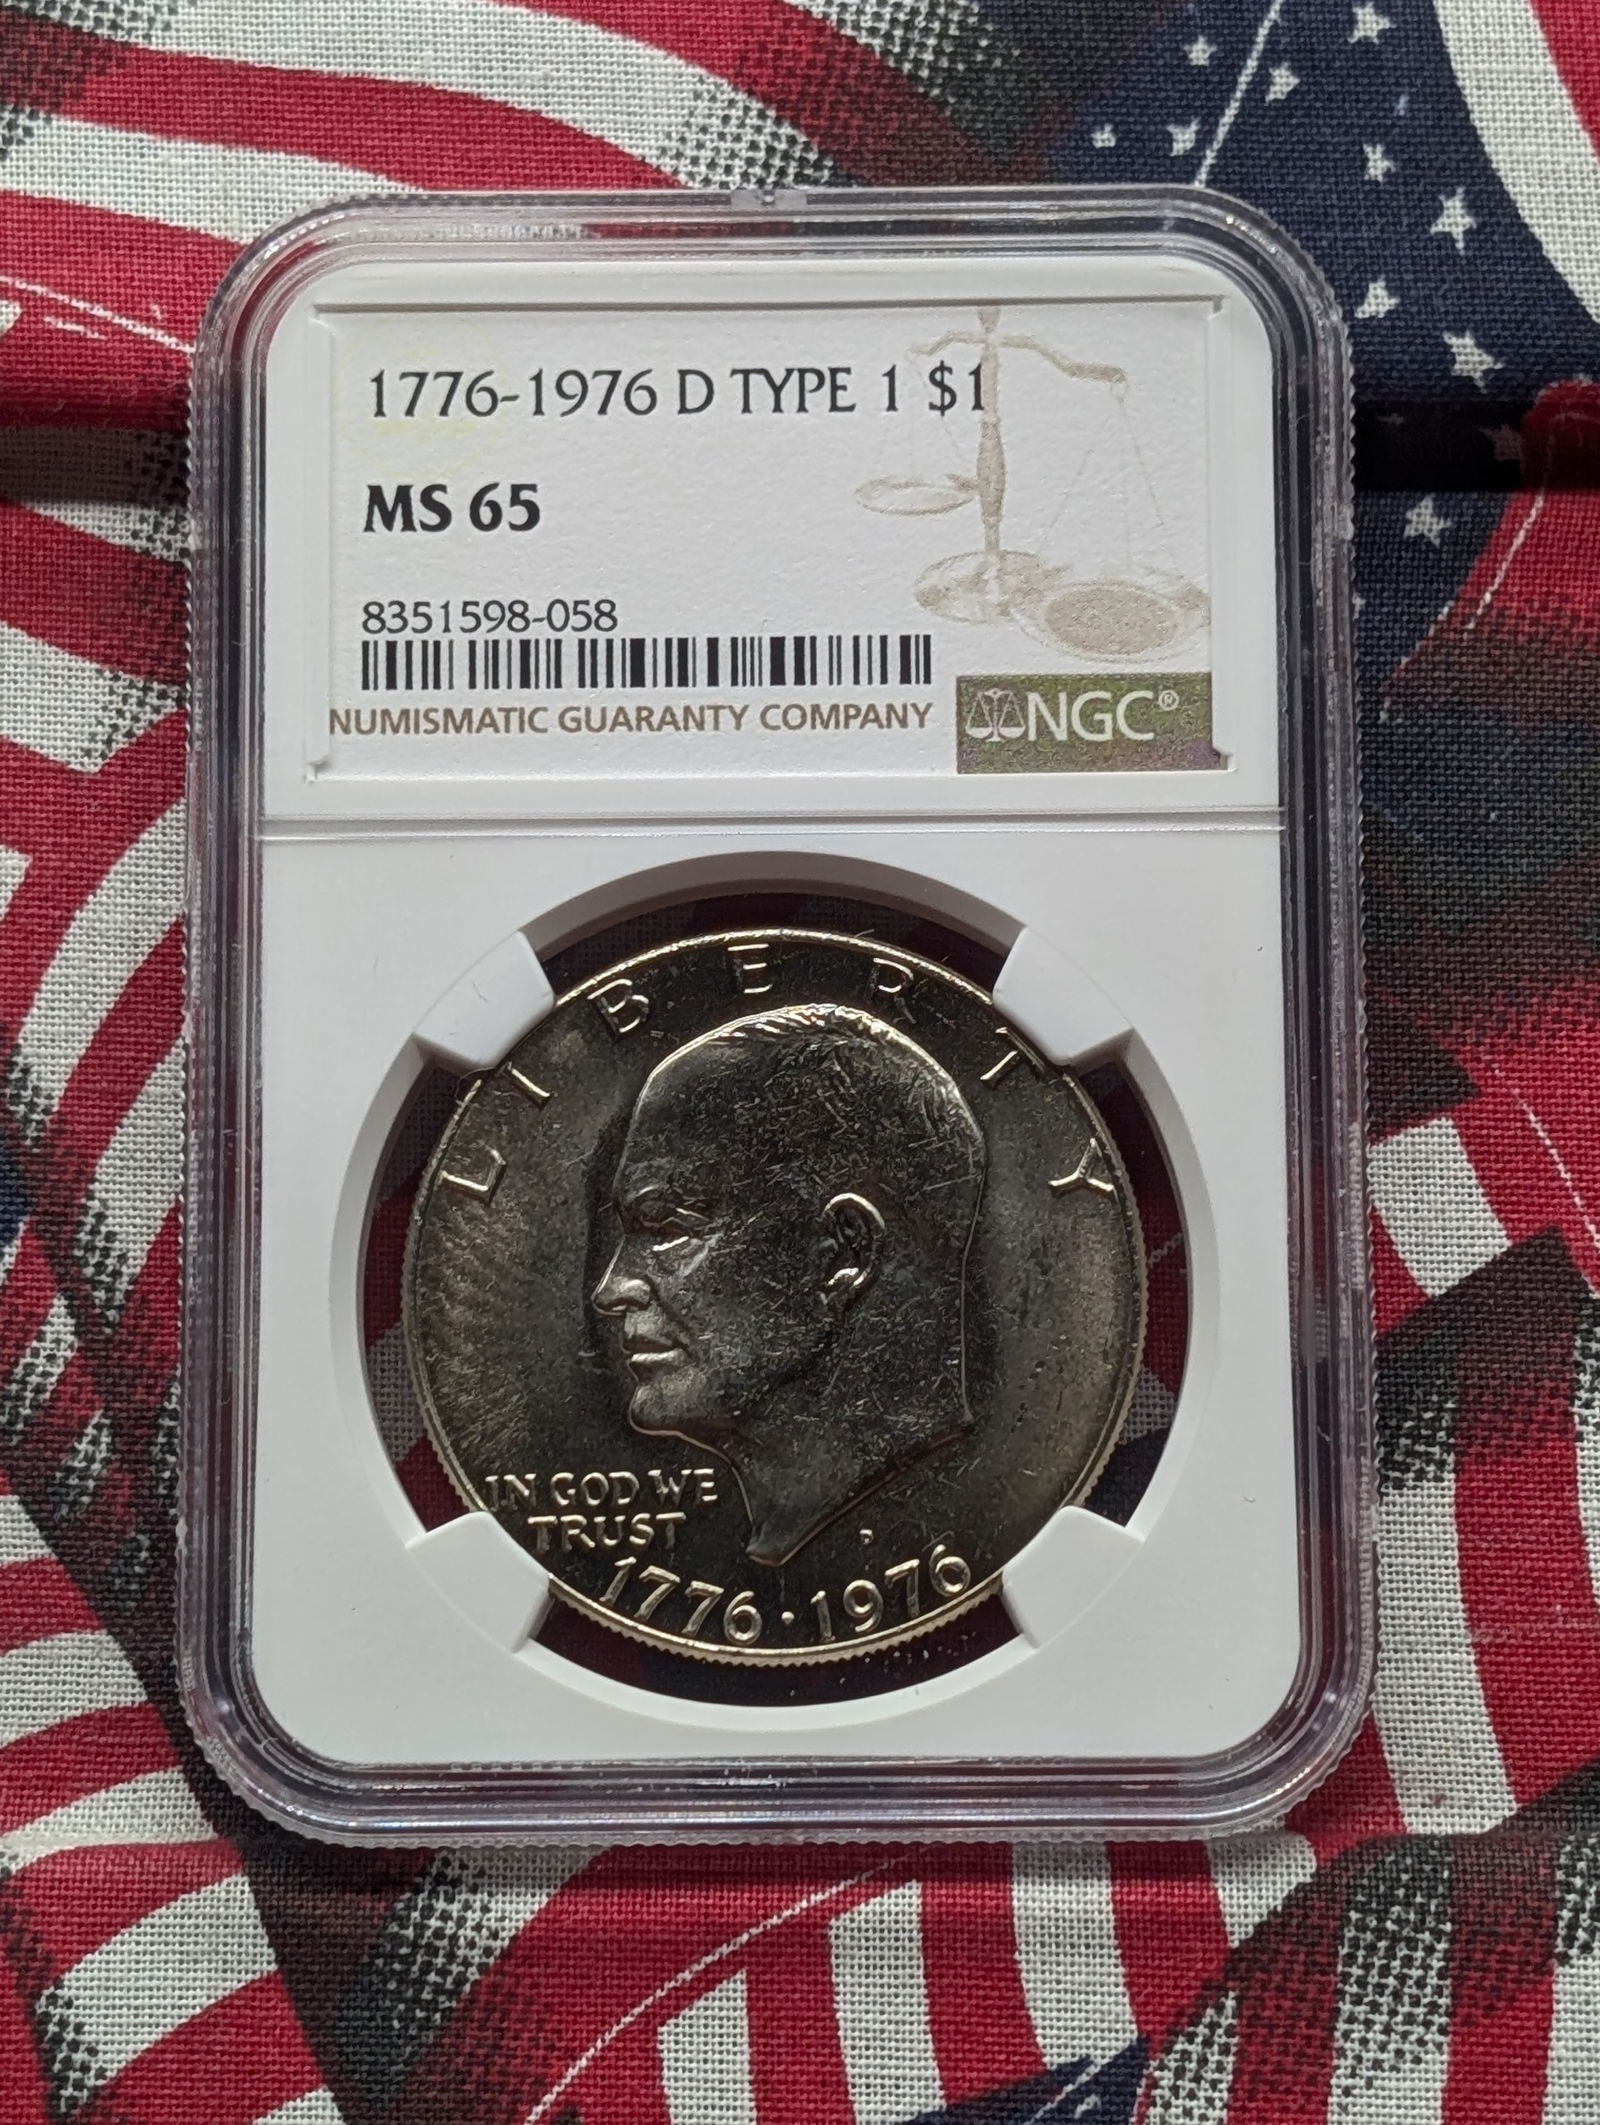 1776-1976 D TYPE 1 $1
MS 65
8351598-058
NUMISMATIC GUARANTY COMPANY
NGC®
LIBERTY
IN GOD WE
TRUST
D
1776·1976